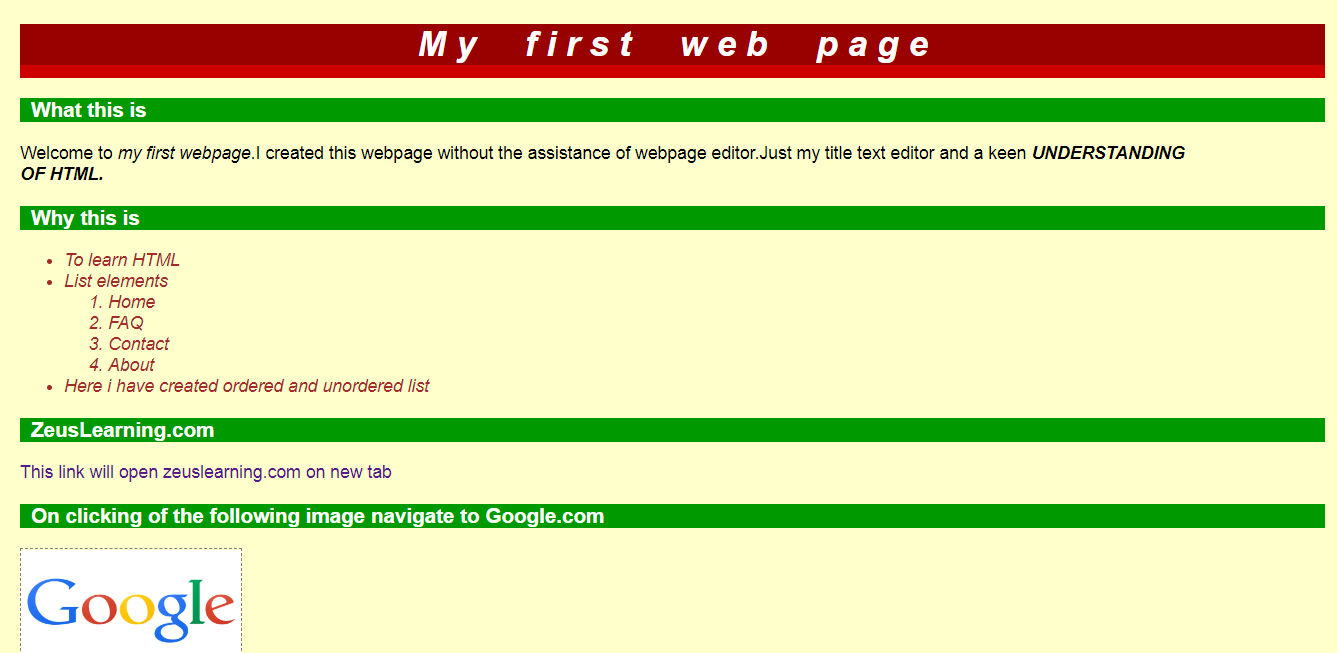 My first web page
What this is
Welcome to my first webpage.I created this webpage without the assistance of webpage editor.Just my title text editor and a keen UNDERSTANDING
OF HTML.
Why this is
• To learn HTML
• List elements
1. Home
2. FAQ
3. Contact
4. About
• Here i have created ordered and unordered list
ZeusLearning.com
This link will open zeuslearning.com on new tab
On clicking of the following image navigate to Google.com
Google